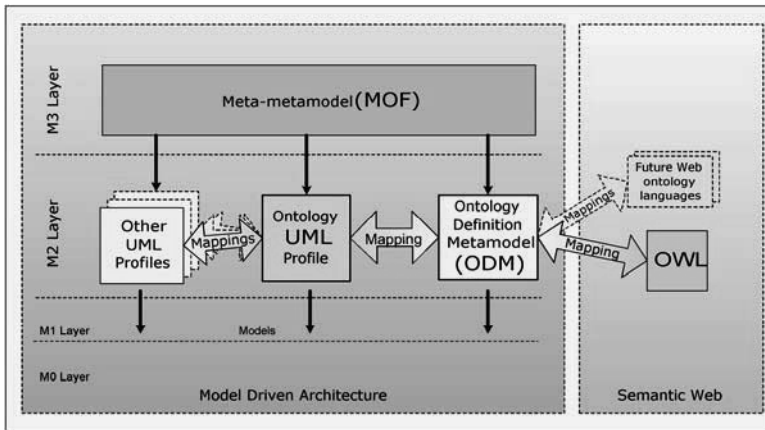 M3 Layer
Meta-metamodel(MOF)
M2 Layer
Other
UML
Profiles
Mappings
Ontology
UML
Profile
Mapping
Ontology
Definition
Metamodel
(ODM)
Mappings
Future Web
ontology
languages
Mapping
OWL
M1 Layer
Models
M0 Layer
Model Driven Architecture
Semantic Web